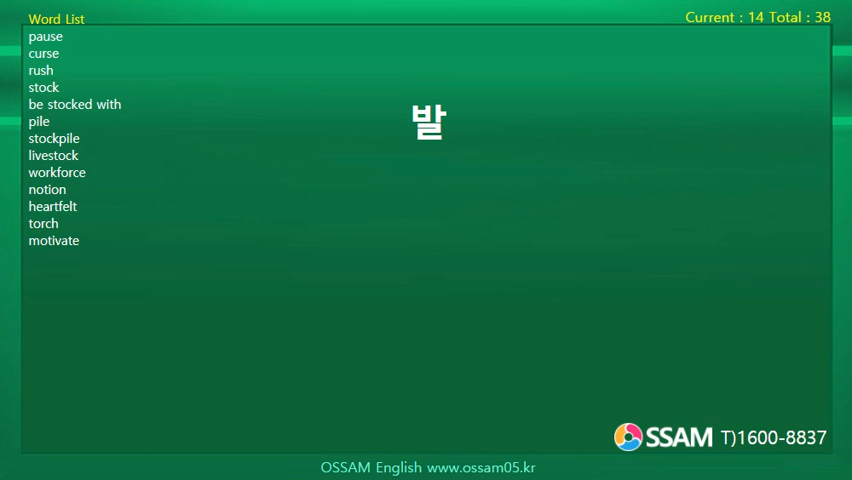 Word List
Current : 14 Total : 38
pause
curse
rush
stock
be stocked with
pile
stockpile
livestock
workforce
notion
heartfelt
torch
motivate
발
SSAM T)1600-8837
OSSAM English www.ossam05.kr